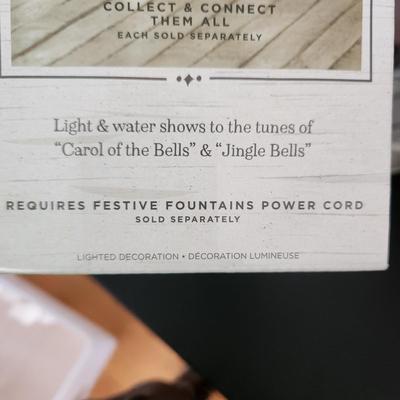 COLLECT & CONNECT
THEM ALL
EACH SOLD SEPARATELY
Light & water shows to the tunes of
“Carol of the Bells” & “Jingle Bells”
REQUIRES FESTIVE FOUNTAINS POWER CORD
SOLD SEPARATELY
LIGHTED DECORATION • DÉCORATION LUMINEUSE